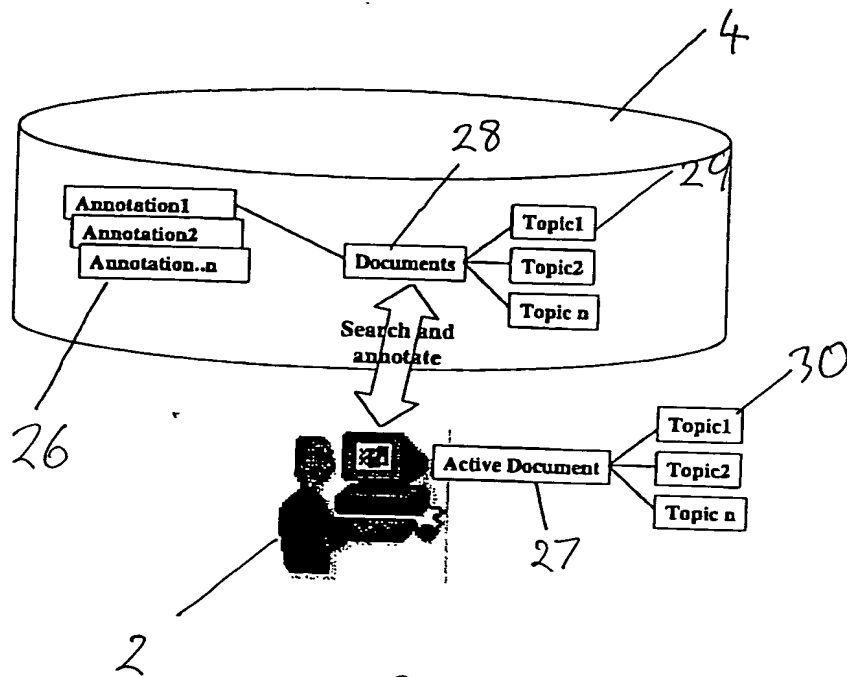 4
28
29
Annotation1
Annotation2
Annotation..n
Documents
Topic1
Topic2
Topic n
Search and
annotate
26
30
Active Document
Topic1
Topic2
Topic n
27
2